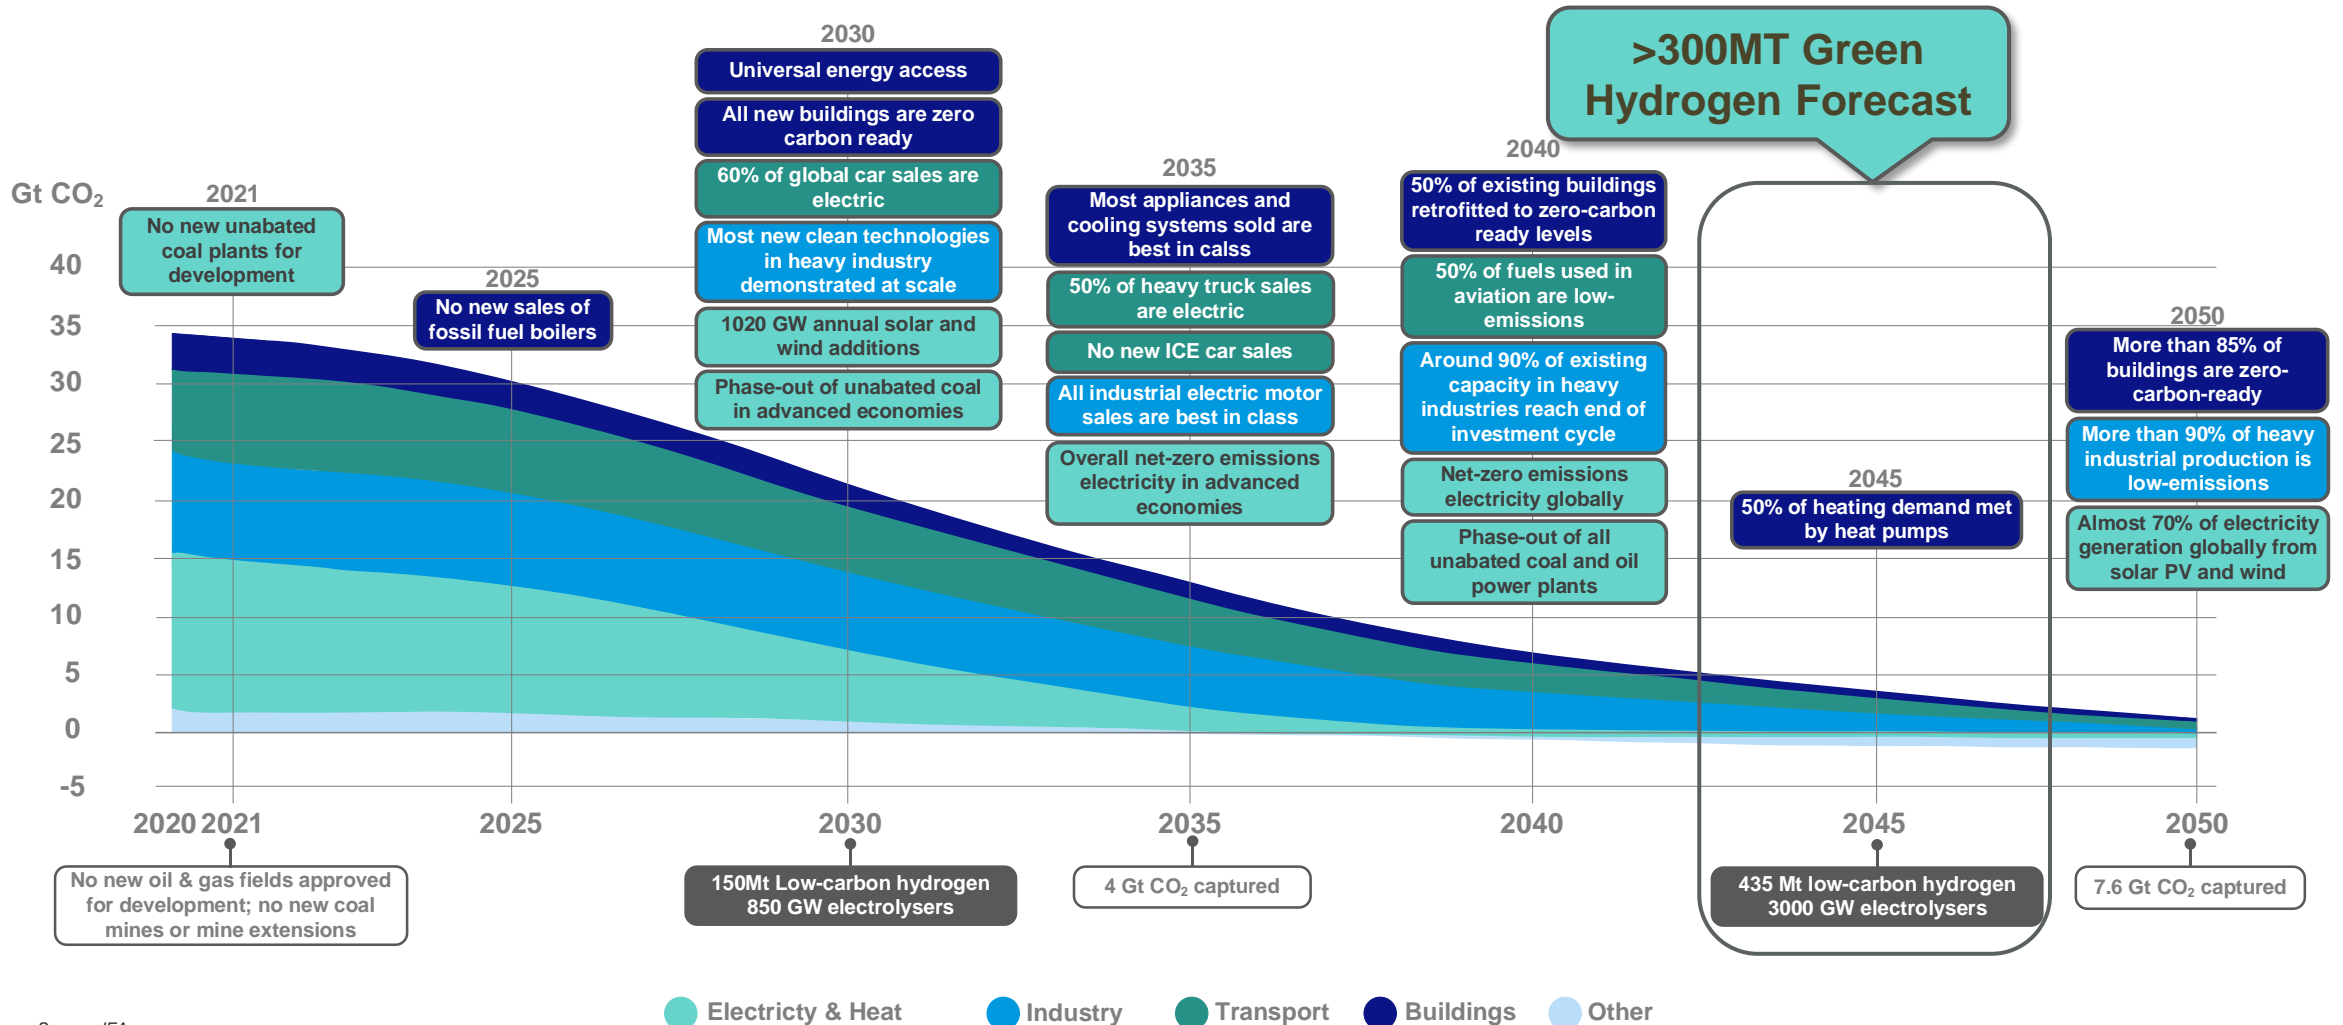 >300MT Green
Hydrogen Forecast
Gt CO₂
40
35
30
25
20
15
10
5
0
-5
2021
No new unabated
coal plants for
development
2025
No new sales of
fossil fuel boilers
2030
Universal energy access
All new buildings are zero
carbon ready
60% of global car sales are
electric
Most new clean technologies
in heavy industry
demonstrated at scale
1020 GW annual solar and
wind additions
Phase-out of unabated coal
in advanced economies
2035
Most appliances and
cooling systems sold are
best in calss
50% of heavy truck sales
are electric
No new ICE car sales
All industrial electric motor
sales are best in class
Overall net-zero emissions
electricity in advanced
economies
2040
50% of existing buildings
retrofitted to zero-carbon
ready levels
50% of fuels used in
aviation are low-
emissions
Around 90% of existing
capacity in heavy
industries reach end of
investment cycle
Net-zero emissions
electricity globally
Phase-out of all
unabated coal and oil
power plants
2045
50% of heating demand met
by heat pumps
2050
More than 85% of
buildings are zero-
carbon-ready
More than 90% of heavy
industrial production is
low-emissions
Almost 70% of electricity
generation globally from
solar PV and wind
2020 2021 2025 2030 2035 2040 2045 2050
No new oil & gas fields approved
for development; no new coal
mines or mine extensions
150Mt Low-carbon hydrogen
850 GW electrolysers
4 Gt CO₂ captured
435 Mt low-carbon hydrogen
3000 GW electrolysers
7.6 Gt CO₂ captured
Electricty & Heat
Industry
Transport
Buildings
Other